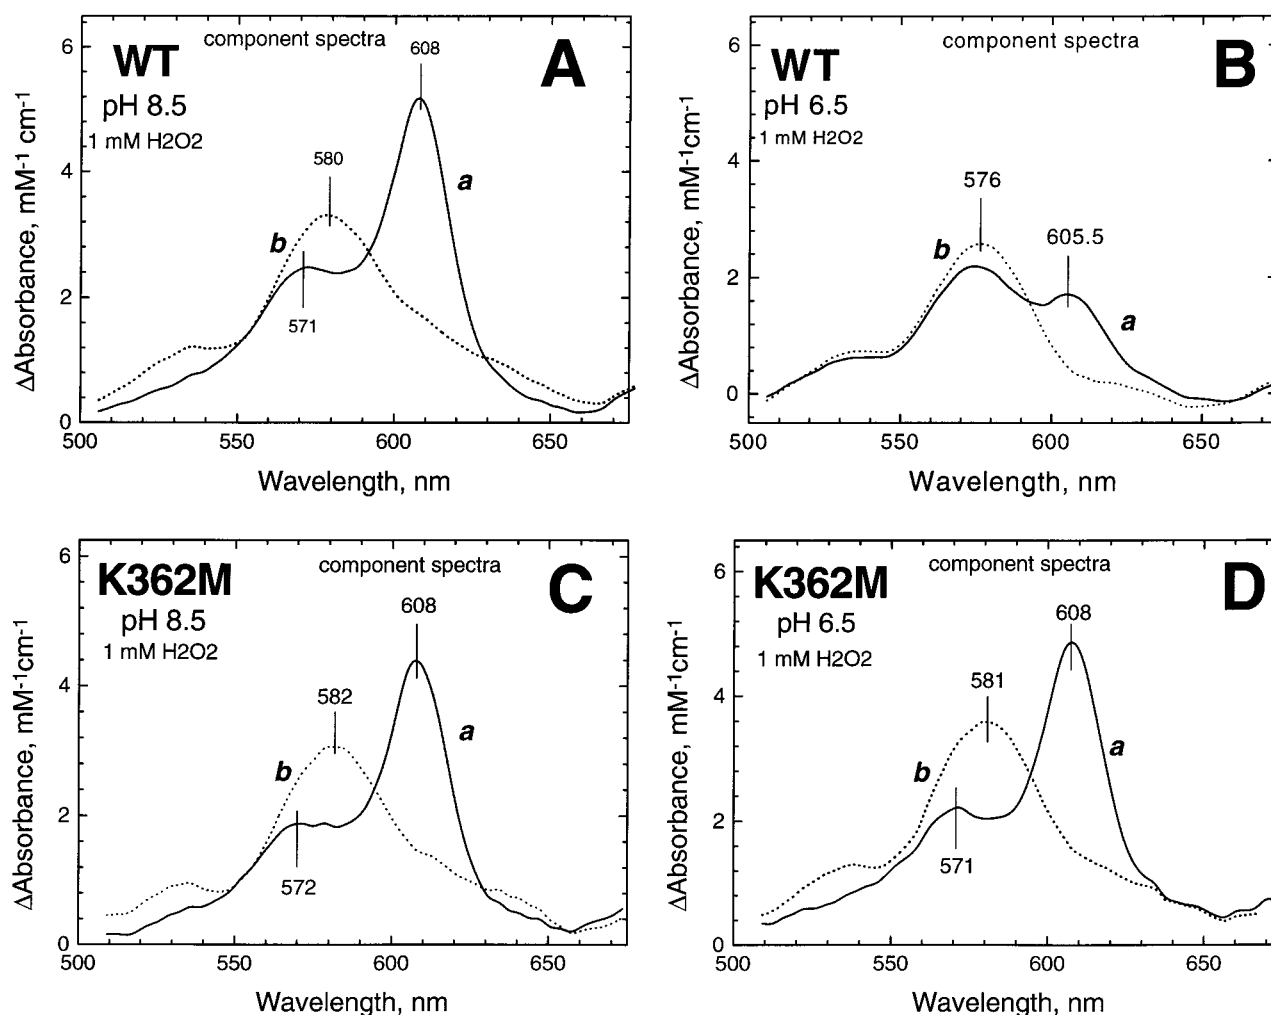 component spectra
WT
pH 8.5
1 mM H2O2
A
608
580
571
a
b
6
4
2
0
500
550
600
650
ΔAbsorbance, mM-1 cm-1
Wavelength, nm
component spectra
WT
pH 6.5
1 mM H2O2
B
576
605.5
b
a
6
4
2
0
500
550
600
650
ΔAbsorbance, mM-1cm-1
Wavelength, nm
component spectra
K362M
pH 8.5
1 mM H2O2
C
608
582
572
a
b
6
4
2
0
500
550
600
650
ΔAbsorbance, mM-1cm-1
Wavelength, nm
component spectra
K362M
pH 6.5
1 mM H2O2
D
608
581
571
a
b
6
4
2
0
500
550
600
650
ΔAbsorbance, mM-1cm-1
Wavelength, nm